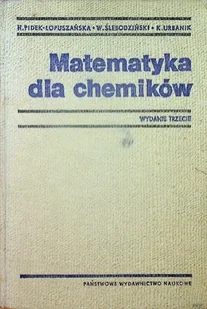 H. PIDEK-ŁOPUSZAŃSKA • W. ŚLEBODZIŃSKI • K. URBANIK
Matematyka
dla chemików
WYDANIE TRZECIE
PAŃSTWOWE WYDAWNICTWO NAUKOWE